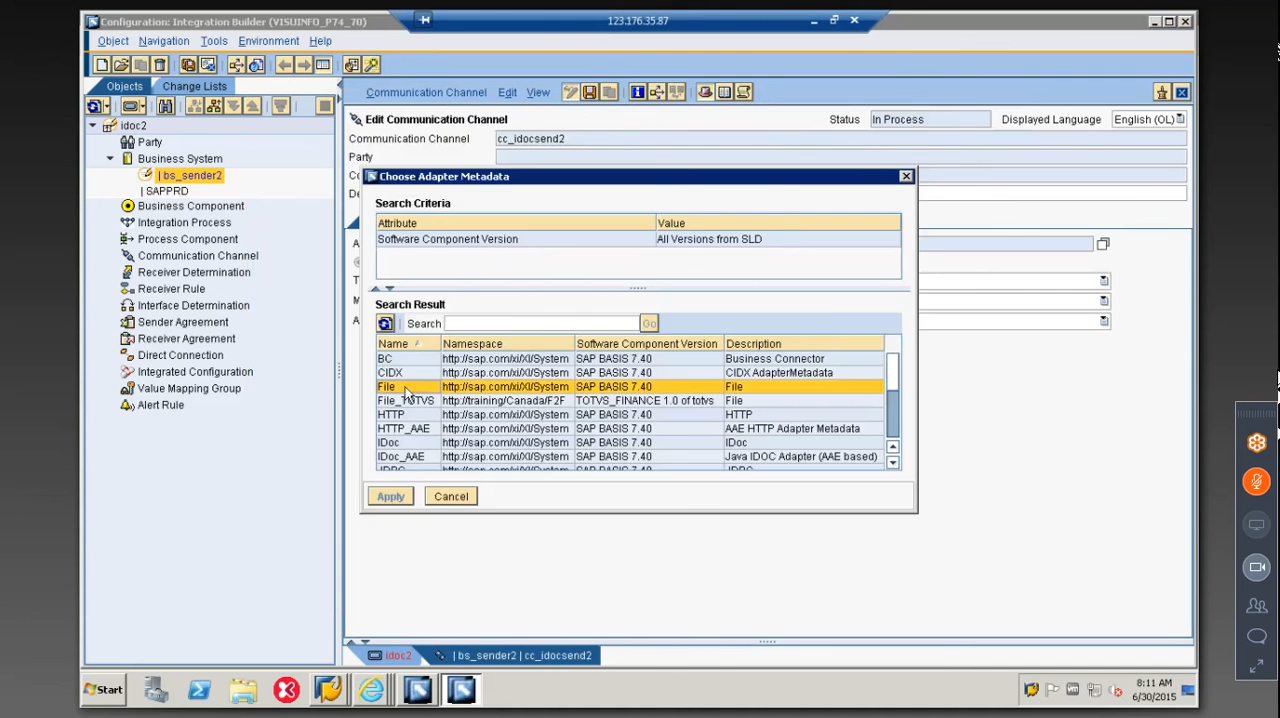 Configuration: Integration Builder (VISUINFO_P74_70)
123.176.35.87
Object Navigation Tools Environment Help
Objects Change Lists
Communication Channel Edit View
idoc2
Party
Business System
| bs_sender2
| SAPPRD
Business Component
Integration Process
Process Component
Communication Channel
Receiver Determination
Receiver Rule
Interface Determination
Sender Agreement
Receiver Agreement
Direct Connection
Integrated Configuration
Value Mapping Group
Alert Rule
Edit Communication Channel Status In Process Displayed Language English (OL)
Communication Channel cc_idocsend2
Party
Choose Adapter Metadata
Search Criteria
Attribute Value
Software Component Version All Versions from SLD
Search Result
Search Go
Name Namespace Software Component Version Description
BC http://sap.com/xi/XI/System SAP BASIS 7.40 Business Connector
CIDX http://sap.com/xi/XI/System SAP BASIS 7.40 CIDX AdapterMetadata
File http://sap.com/xi/XI/System SAP BASIS 7.40 File
File_TOTVS http://training/Canada/F2F TOTVS_FINANCE 1.0 of totvs File
HTTP http://sap.com/xi/XI/System SAP BASIS 7.40 HTTP
HTTP_AAE http://sap.com/xi/XI/System SAP BASIS 7.40 AAE HTTP Adapter Metadata
IDoc http://sap.com/xi/XI/System SAP BASIS 7.40 IDoc
IDoc_AAE http://sap.com/xi/XI/System SAP BASIS 7.40 Java IDOC Adapter (AAE based)
Apply Cancel
idoc2 | bs_sender2 | cc_idocsend2
Start
8:11 AM
6/30/2015